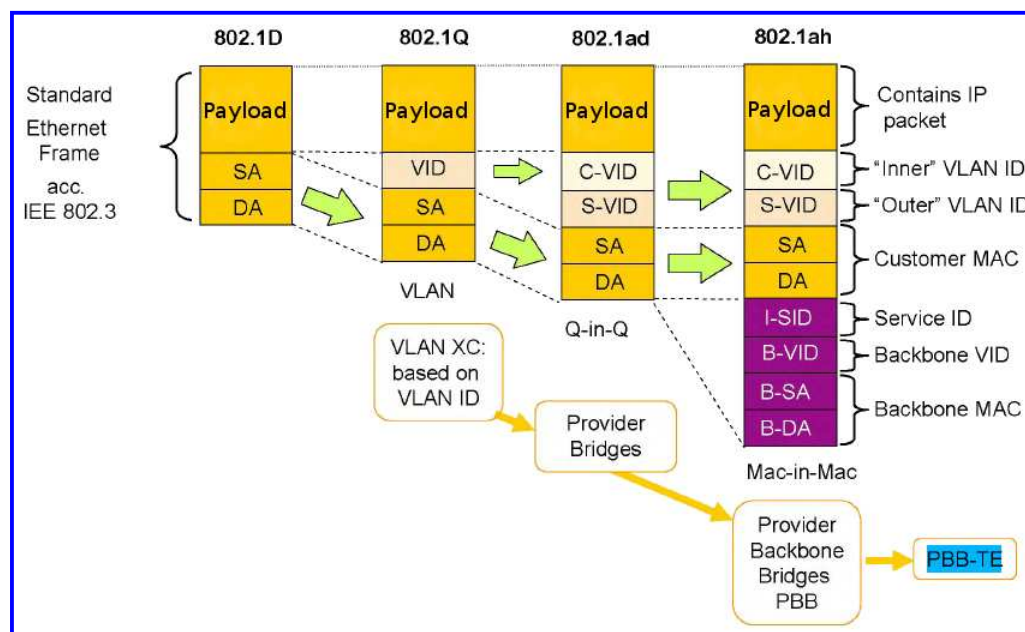 802.1D
802.1Q
802.1ad
802.1ah
Standard
Ethernet
Frame
acc.
IEE 802.3
Payload
SA
DA
Payload
VID
SA
DA
VLAN
Payload
C-VID
S-VID
SA
DA
Q-in-Q
Payload
C-VID
S-VID
SA
DA
I-SID
B-VID
B-SA
B-DA
Mac-in-Mac
Contains IP
packet
“Inner” VLAN ID
“Outer” VLAN ID
Customer MAC
Service ID
Backbone VID
Backbone MAC
VLAN XC:
based on
VLAN ID
Provider
Bridges
Provider
Backbone
Bridges
PBB
PBB-TE